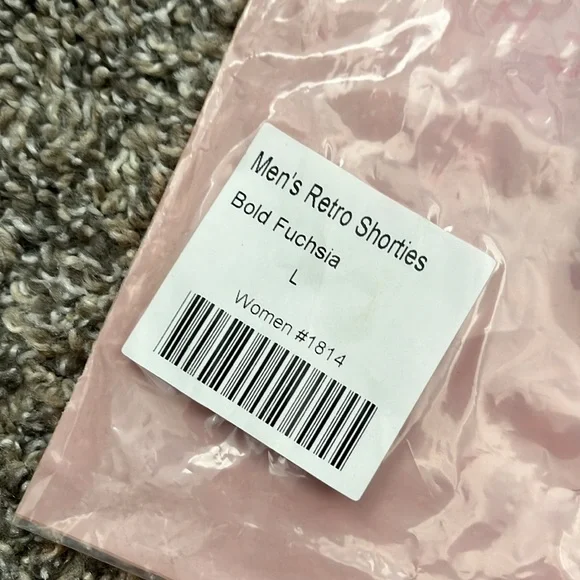 Men's Retro Shorties
Bold Fuchsia
L
Women #1814